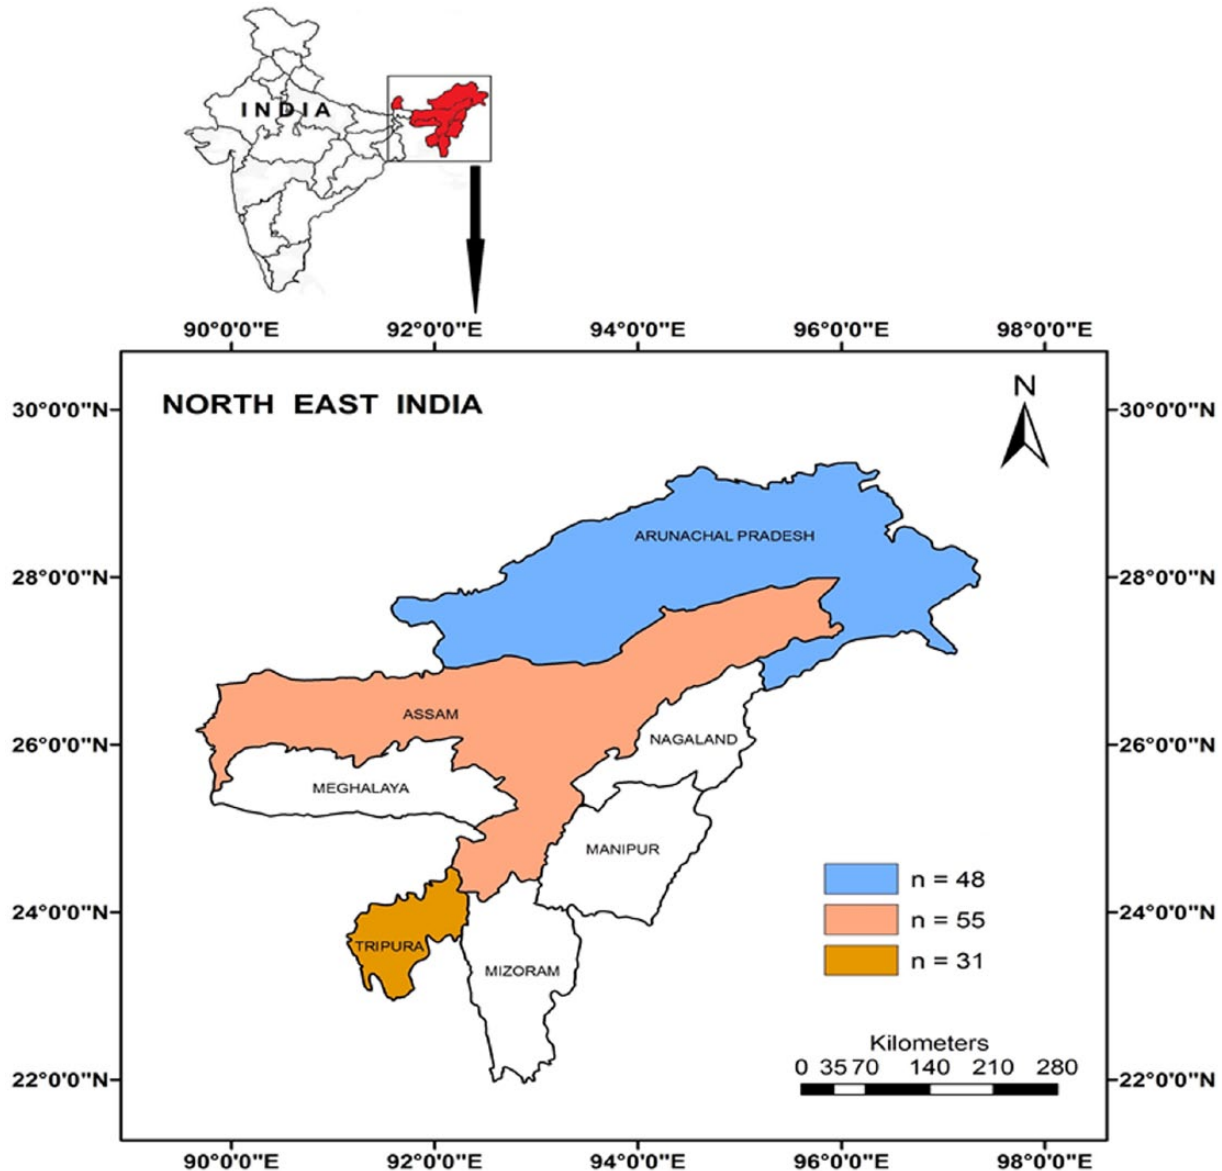 INDIA
90°0'0"E 92°0'0"E 94°0'0"E 96°0'0"E 98°0'0"E
NORTH EAST INDIA
N
30°0'0"N 30°0'0"N
ARUNACHAL PRADESH
28°0'0"N 28°0'0"N
ASSAM
26°0'0"N 26°0'0"N
NAGALAND
MEGHALAYA
MANIPUR
n = 48
24°0'0"N 24°0'0"N
n = 55
TRIPURA
n = 31
MIZORAM
Kilometers
0 35 70 140 210 280
22°0'0"N 22°0'0"N
90°0'0"E 92°0'0"E 94°0'0"E 96°0'0"E 98°0'0"E